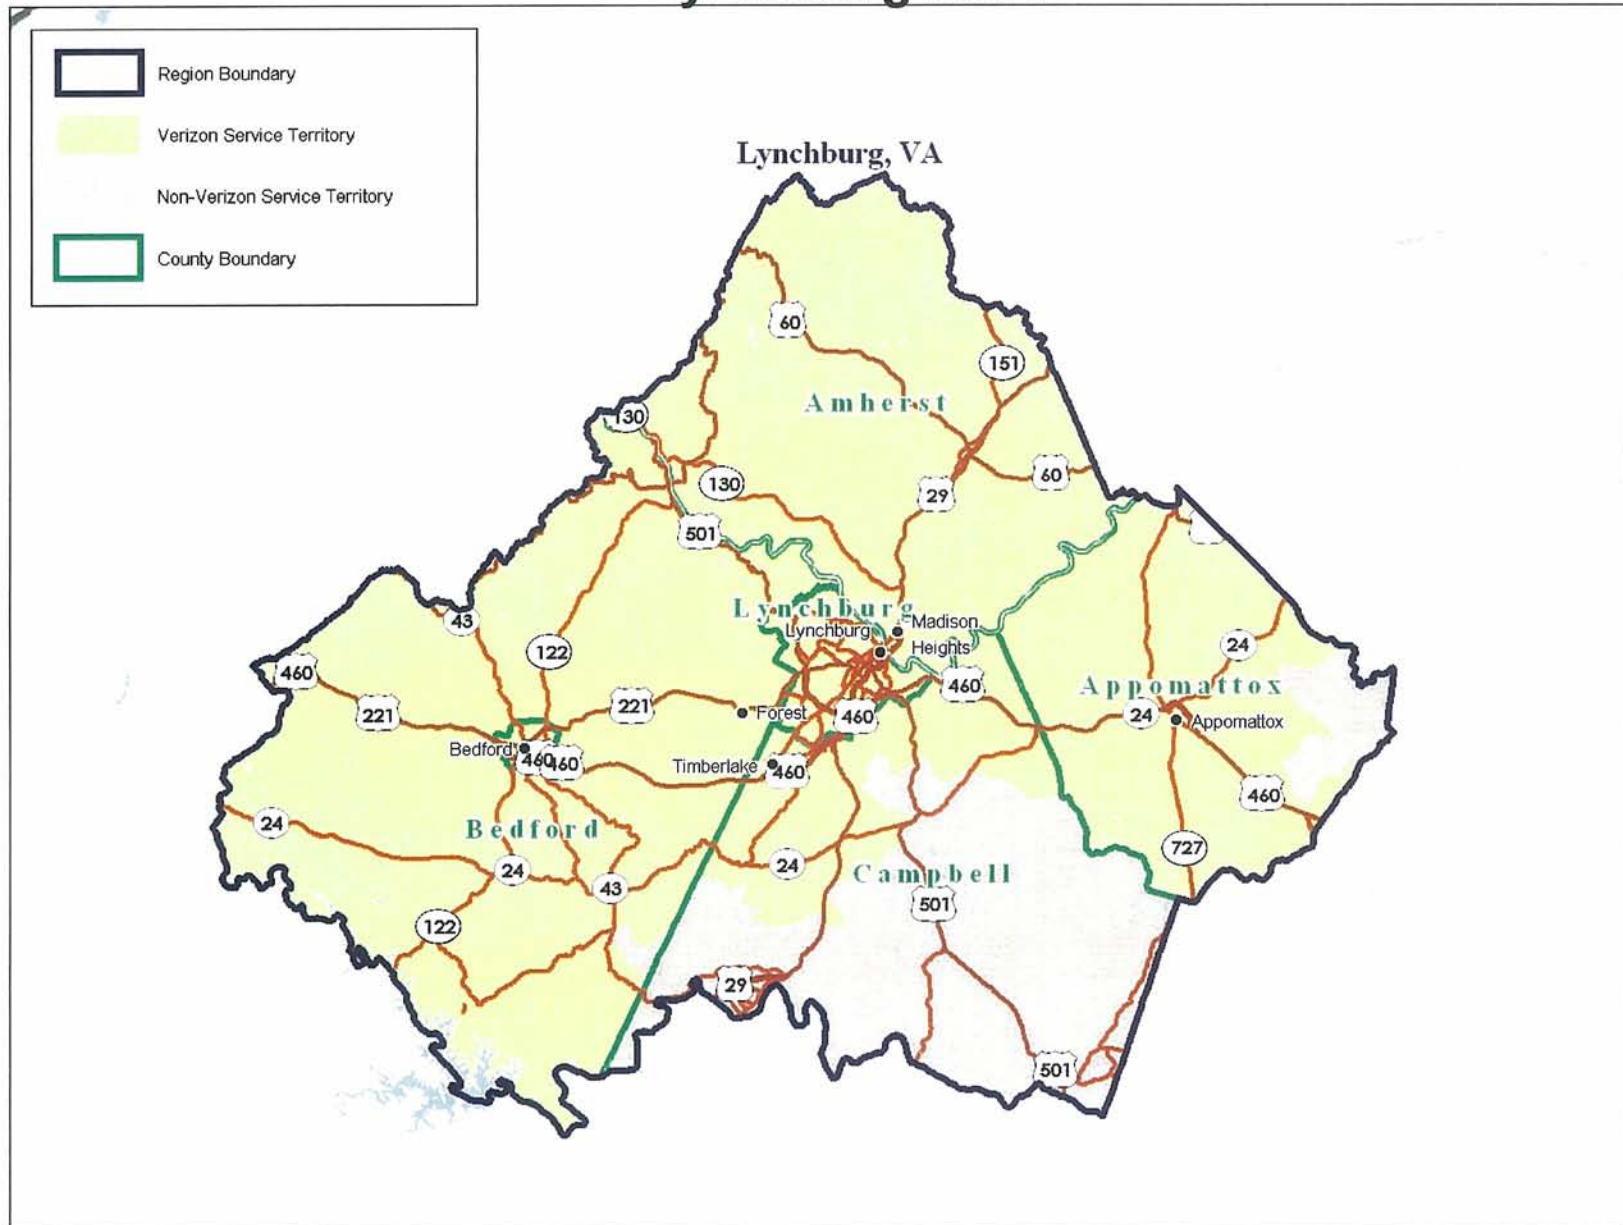 Region Boundary
Verizon Service Territory
Non-Verizon Service Territory
County Boundary
Lynchburg, VA
60
151
Amherst
130
60
130
29
501
Lynchburg
43
Madison
Lynchburg
Heights
24
122
460
460
Appomattox
221
221
Forest
460
24
Appomattox
Bedford
460
460
Timberlake
460
460
24
Bedford
727
24
24
Campbell
43
501
122
29
501